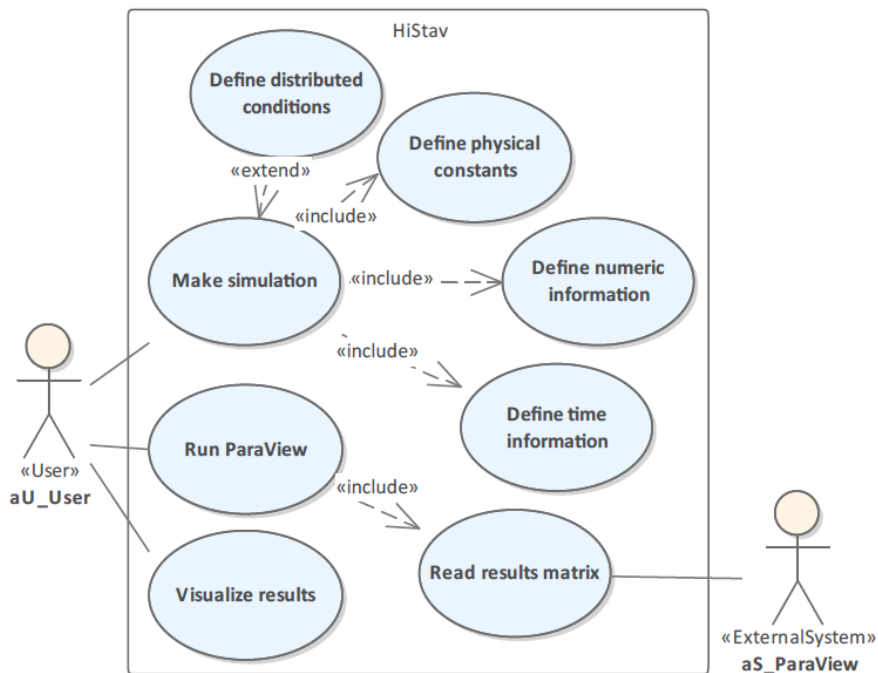 HiStav
Define distributed
conditions
Define physical
constants
«extend»
«include»
Make simulation
«include»
Define numeric
information
«include»
Define time
information
Run ParaView
«User»
aU_User
«include»
Read results matrix
Visualize results
«ExternalSystem»
aS_ParaView